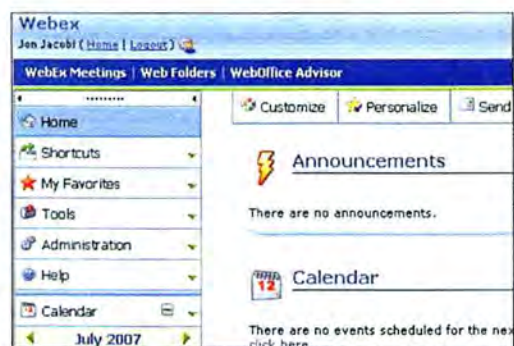 Webex
Jon Jacobi ( Home | Logout )
WebEx Meetings | Web Folders | WebOffice Advisor
Customize Personalize Send
Home
Shortcuts
My Favorites
Tools
Administration
Help
Calendar
July 2007
Announcements
There are no announcements.
12 Calendar
There are no events scheduled for the nex
click here